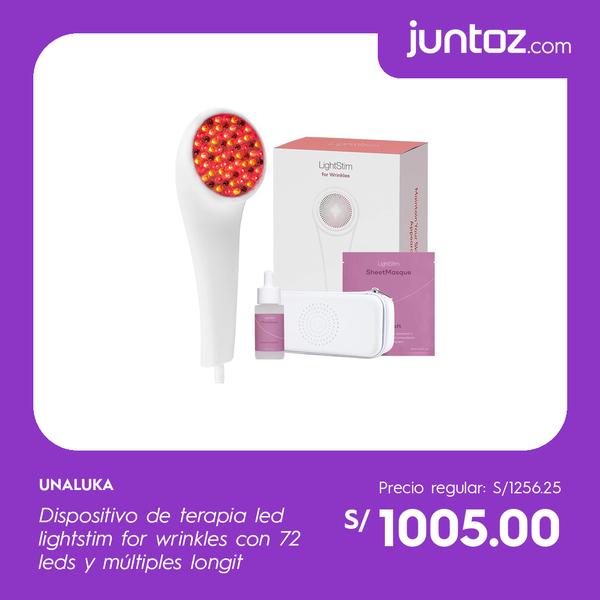 juntoz.com
LightStim
for Wrinkles
LightStim
SheetMasque
UNALUKA
Dispositivo de terapia led
lightstim for wrinkles con 72
leds y múltiples longit
Precio regular: S/1256.25
S/ 1005.00